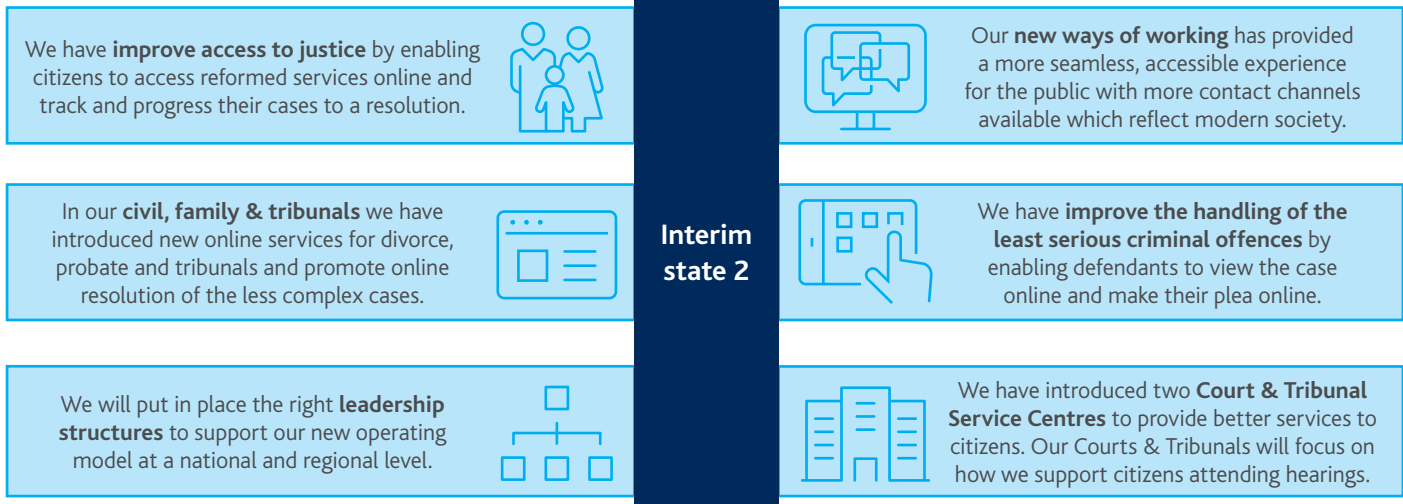 We have improve access to justice by enabling
citizens to access reformed services online and
track and progress their cases to a resolution.
In our civil, family & tribunals we have
introduced new online services for divorce,
probate and tribunals and promote online
resolution of the less complex cases.
We will put in place the right leadership
structures to support our new operating
model at a national and regional level.
Interim
state 2
Our new ways of working has provided
a more seamless, accessible experience
for the public with more contact channels
available which reflect modern society.
We have improve the handling of the
least serious criminal offences by
enabling defendants to view the case
online and make their plea online.
We have introduced two Court & Tribunal
Service Centres to provide better services to
citizens. Our Courts & Tribunals will focus on
how we support citizens attending hearings.